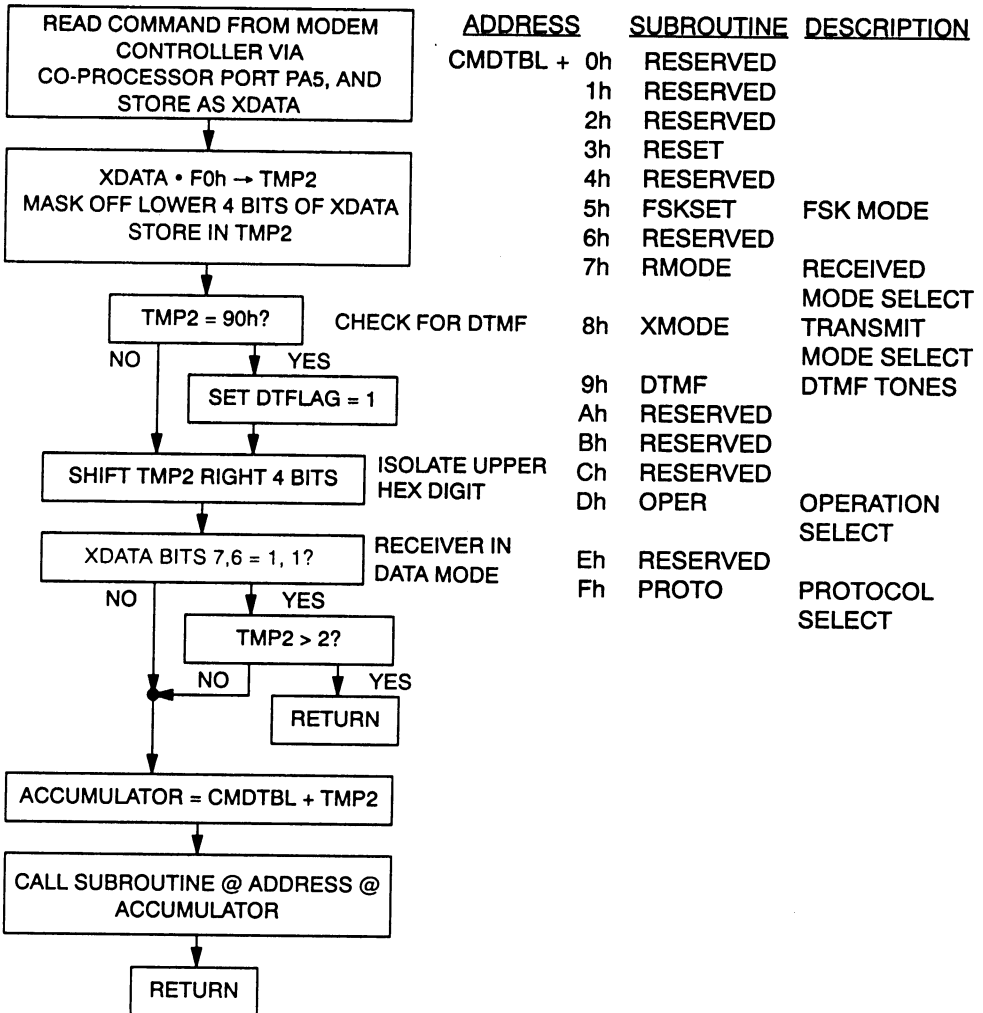 READ COMMAND FROM MODEM
CONTROLLER VIA
CO-PROCESSOR PORT PA5, AND
STORE AS XDATA
XDATA • F0h → TMP2
MASK OFF LOWER 4 BITS OF XDATA
STORE IN TMP2
TMP2 = 90h?
CHECK FOR DTMF
NO
YES
SET DTFLAG = 1
SHIFT TMP2 RIGHT 4 BITS
ISOLATE UPPER
HEX DIGIT
XDATA BITS 7,6 = 1, 1?
RECEIVER IN
DATA MODE
NO
YES
TMP2 > 2?
NO
YES
RETURN
ACCUMULATOR = CMDTBL + TMP2
CALL SUBROUTINE @ ADDRESS @
ACCUMULATOR
RETURN
ADDRESS SUBROUTINE DESCRIPTION
CMDTBL + 0h RESERVED
1h RESERVED
2h RESERVED
3h RESET
4h RESERVED
5h FSKSET FSK MODE
6h RESERVED
7h RMODE RECEIVED
MODE SELECT
8h XMODE TRANSMIT
MODE SELECT
9h DTMF DTMF TONES
Ah RESERVED
Bh RESERVED
Ch RESERVED
Dh OPER OPERATION
SELECT
Eh RESERVED
Fh PROTO PROTOCOL
SELECT